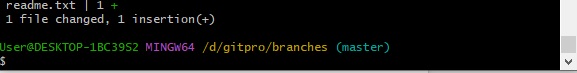 readme.txt | 1 +
1 file changed, 1 insertion(+)
User@DESKTOP-1BC39S2 MINGW64 /d/gitpro/branches (master)
$